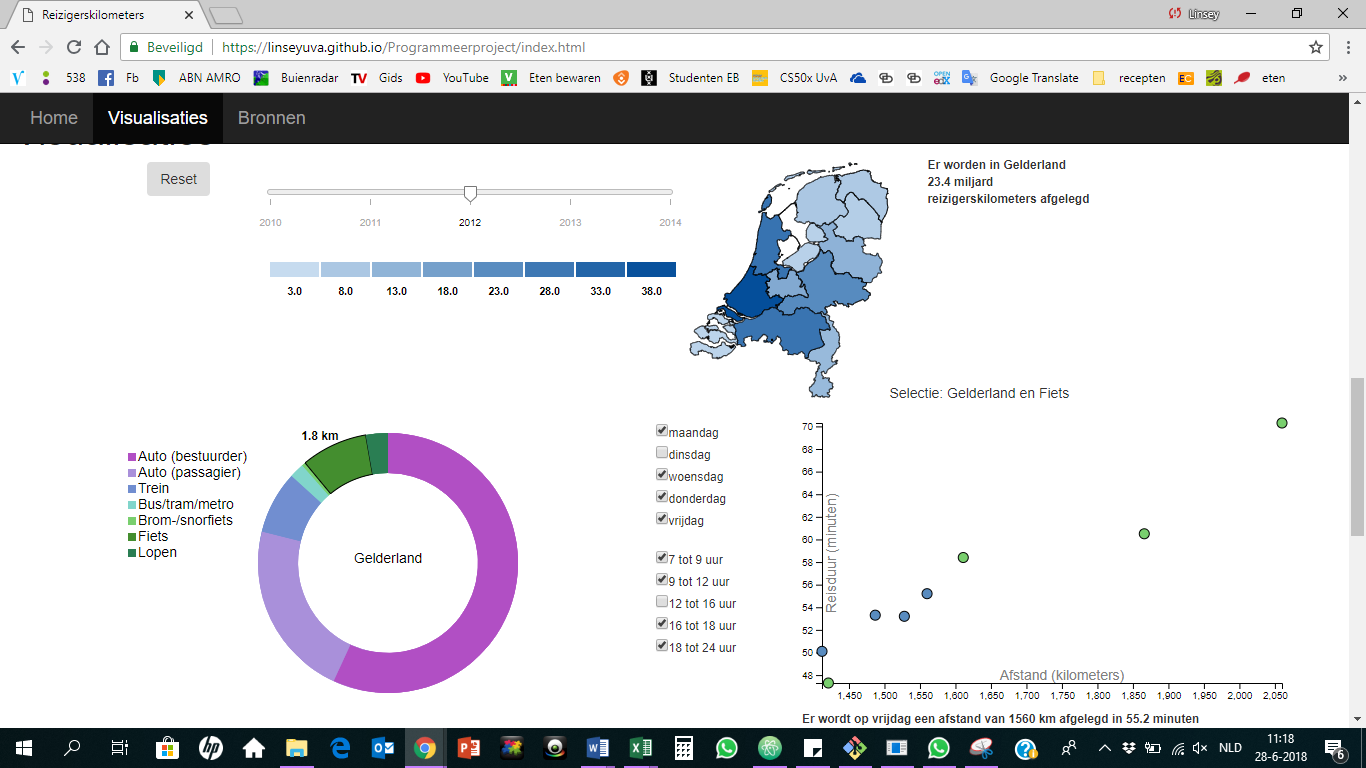 Reizigerskilometers
Linsey
Beveiligd
https://linseyuva.github.io/Programmeerproject/index.html
538 Fb ABN AMRO Buienradar Gids YouTube Eten bewaren Studenten EB CS50x UvA Google Translate recepten eten
Home Visualisaties Bronnen
Reset
2010 2011 2012 2013 2014
3.0 8.0 13.0 18.0 23.0 28.0 33.0 38.0
Er worden in Gelderland
23.4 miljard
reizigerskilometers afgelegd
Selectie: Gelderland en Fiets
1.8 km
Auto (bestuurder)
Auto (passagier)
Trein
Bus/tram/metro
Brom-/snorfiets
Fiets
Lopen
Gelderland
maandag
dinsdag
woensdag
donderdag
vrijdag
7 tot 9 uur
9 tot 12 uur
12 tot 16 uur
16 tot 18 uur
18 tot 24 uur
70
68
66
64
62
60
58
56
54
52
50
48
Reisduur (minuten)
Afstand (kilometers)
1,450 1,500 1,550 1,600 1,650 1,700 1,750 1,800 1,850 1,900 1,950 2,000 2,050
Er wordt op vrijdag een afstand van 1560 km afgelegd in 55.2 minuten
NLD
11:18
28-6-2018
6